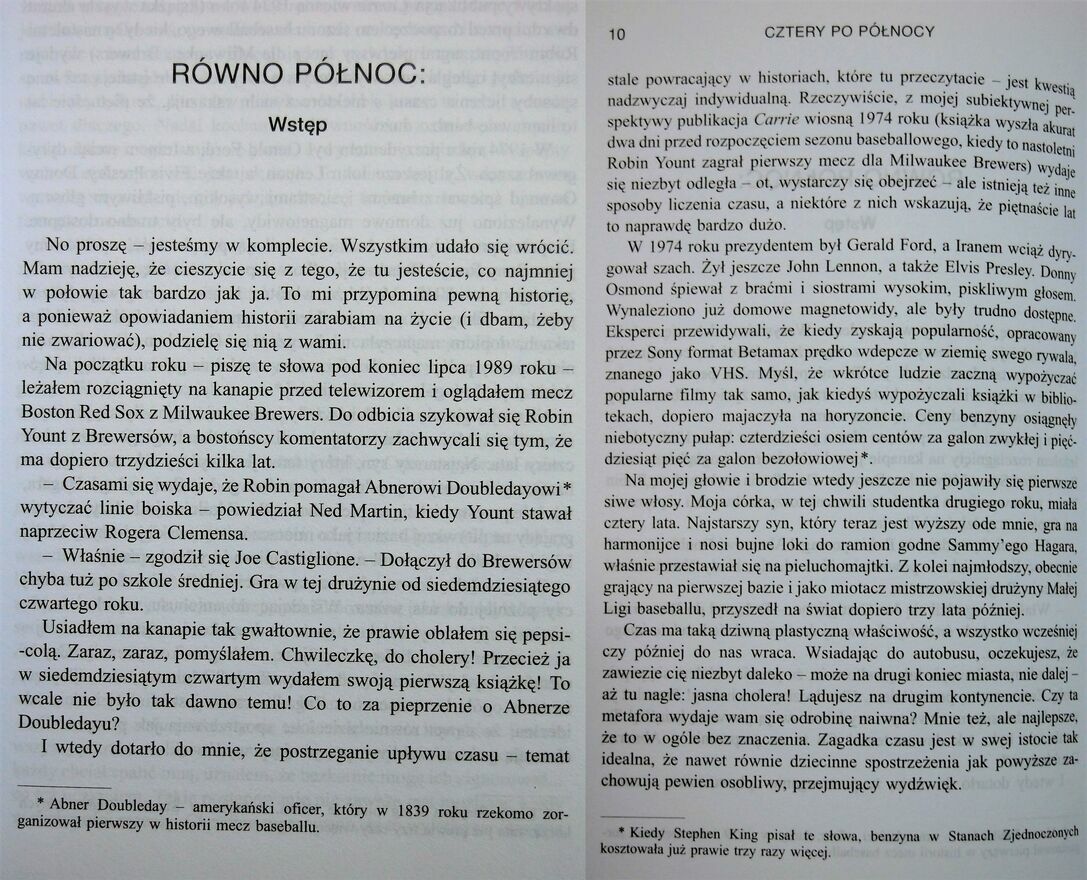 RÓWNO PÓŁNOC:
Wstęp
No proszę – jesteśmy w komplecie. Wszystkim udało się wrócić.
Mam nadzieję, że cieszycie się z tego, że tu jesteście, co najmniej
w połowie tak bardzo jak ja. To mi przypomina pewną historię,
a ponieważ opowiadaniem historii zarabiam na życie (i dbam, żeby
nie zwariować), podzielę się nią z wami.
Na początku roku – piszę te słowa pod koniec lipca 1989 roku –
leżałem rozciągnięty na kanapie przed telewizorem i oglądałem mecz
Boston Red Sox z Milwaukee Brewers. Do odbicia szykował się Robin
Yount z Brewersów, a bostońscy komentatorzy zachwycali się tym, że
ma dopiero trzydzieści kilka lat.
– Czasami się wydaje, że Robin pomagał Abnerowi Doubledayowi*
wytyczać linie boiska – powiedział Ned Martin, kiedy Yount stawał
naprzeciw Rogera Clemensa.
– Właśnie – zgodził się Joe Castiglione. – Dołączył do Brewersów
chyba tuż po szkole średniej. Gra w tej drużynie od siedemdziesiątego
czwartego roku.
Usiadłem na kanapie tak gwałtownie, że prawie oblałem się pepsi-
-colą. Zaraz, zaraz, pomyślałem. Chwileczkę, do cholery! Przecież ja
w siedemdziesiątym czwartym wydałem swoją pierwszą książkę! To
wcale nie było tak dawno temu! Co to za pieprzenie o Abnerze
Doubledayu?
I wtedy dotarło do mnie, że postrzeganie upływu czasu – temat
* Abner Doubleday – amerykański oficer, który w 1839 roku rzekomo zor-
ganizował pierwszy w historii mecz baseballu.
10 CZTERY PO PÓŁNOCY
stale powracający w historiach, które tu przeczytacie – jest kwestią
nadzwyczaj indywidualną. Rzeczywiście, z mojej subiektywnej per-
spektywy publikacja Carrie wiosną 1974 roku (książka wyszła akurat
dwa dni przed rozpoczęciem sezonu baseballowego, kiedy to nastoletni
Robin Yount zagrał pierwszy mecz dla Milwaukee Brewers) wydaje
się niezbyt odległa – ot, wystarczy się obejrzeć – ale istnieją też inne
sposoby liczenia czasu, a niektóre z nich wskazują, że piętnaście lat
to naprawdę bardzo dużo.
W 1974 roku prezydentem był Gerald Ford, a Iranem wciąż dyry-
gował szach. Żył jeszcze John Lennon, a także Elvis Presley. Donny
Osmond śpiewał z braćmi i siostrami wysokim, piskliwym głosem.
Wynaleziono już domowe magnetowidy, ale były trudno dostępne.
Eksperci przewidywali, że kiedy zyskają popularność, opracowany
przez Sony format Betamax prędko wdepcze w ziemię swego rywala,
znanego jako VHS. Myśl, że wkrótce ludzie zaczną wypożyczać
popularne filmy tak samo, jak kiedyś wypożyczali książki w biblio-
tekach, dopiero majaczyła na horyzoncie. Ceny benzyny osiągnęły
niebotyczny pułap: czterdzieści osiem centów za galon zwykłej i pięć-
dziesiąt pięć za galon bezołowiowej*.
Na mojej głowie i brodzie wtedy jeszcze nie pojawiły się pierwsze
siwe włosy. Moja córka, w tej chwili studentka drugiego roku, miała
cztery lata. Najstarszy syn, który teraz jest wyższy ode mnie, gra na
harmonijce i nosi bujne loki do ramion godne Sammy'ego Hagara,
właśnie przestawiał się na pieluchomajtki. Z kolei najmłodszy, obecnie
grający na pierwszej bazie i jako miotacz mistrzowskiej drużyny Małej
Ligi baseballu, przyszedł na świat dopiero trzy lata później.
Czas ma taką dziwną plastyczną właściwość, a wszystko wcześniej
czy później do nas wraca. Wsiadając do autobusu, oczekujesz, że
zawiezie cię niezbyt daleko – może na drugi koniec miasta, nie dalej –
aż tu nagle: jasna cholera! Lądujesz na drugim kontynencie. Czy ta
metafora wydaje wam się odrobinę naiwna? Mnie też, ale najlepsze,
że to w ogóle bez znaczenia. Zagadka czasu jest w swej istocie tak
idealna, że nawet równie dziecinne spostrzeżenia jak powyższe za-
chowują pewien osobliwy, przejmujący wydźwięk.
* Kiedy Stephen King pisał te słowa, benzyna w Stanach Zjednoczonych
kosztowała już prawie trzy razy więcej.